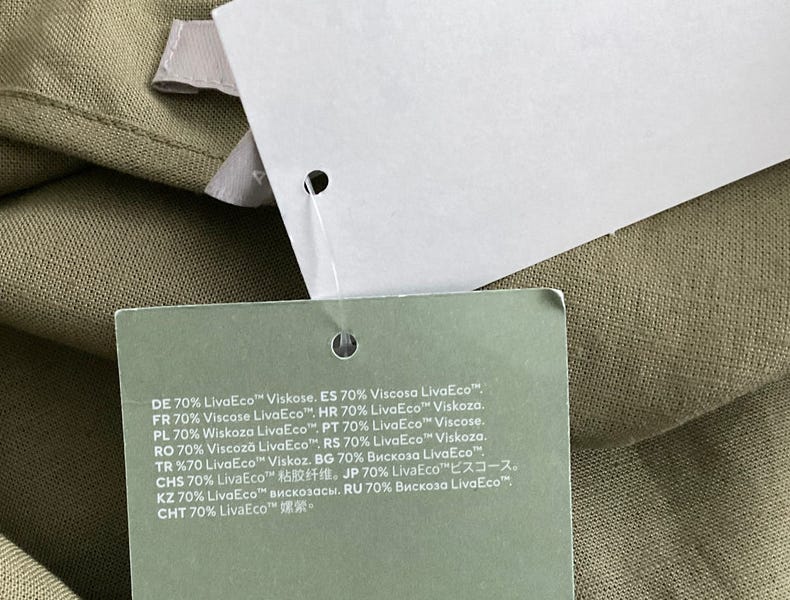 DE 70% LivaEco™ Viskose. ES 70% Viscosa LivaEco™.
FR 70% Viscose LivaEco™. HR 70% LivaEco™ Viskoza.
PL 70% Wiskoza LivaEco™. PT 70% LivaEco™ Viscose.
RO 70% Viscoză LivaEco™. RS 70% LivaEco™ Viskoza.
TR %70 LivaEco™ Viskoz. BG 70% Вискоза LivaEco™.
CHS 70% LivaEco™ 粘胶纤维。JP 70% LivaEco™ビスコース。
KZ 70% LivaEco™ вискозасы. RU 70% Вискоза LivaEco™.
CHT 70% LivaEco™ 嫘縈。